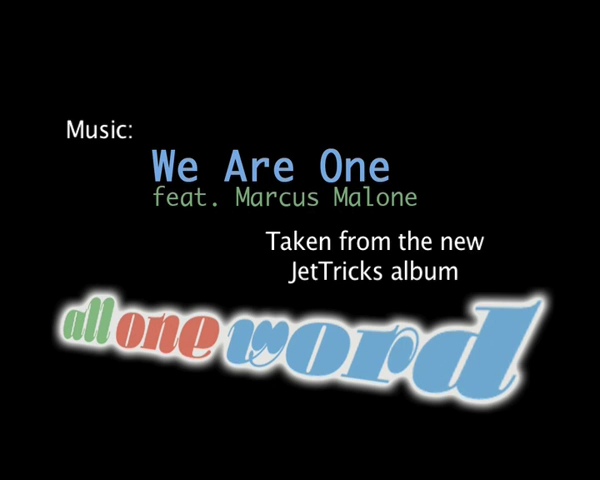 Music:
We Are One
feat. Marcus Malone
Taken from the new
JetTricks album
all one word